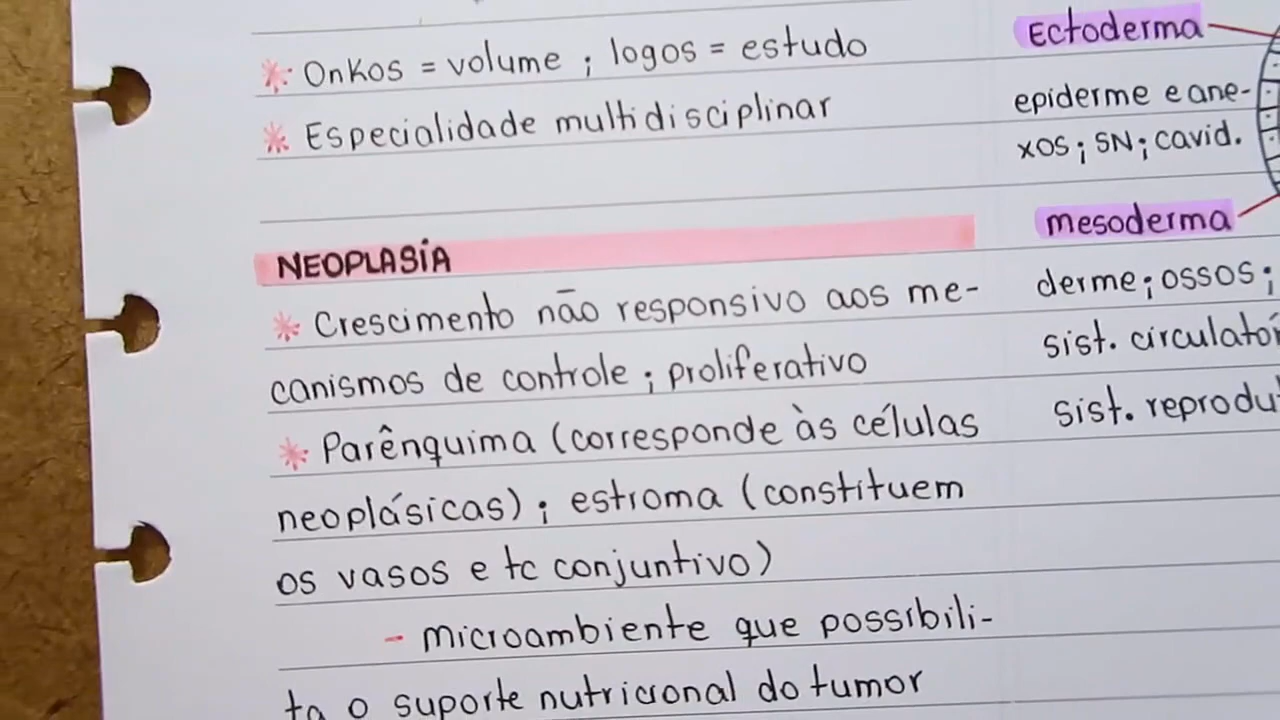 * Onkos = volume ; logos = estudo
* Especialidade multidisciplinar
NEOPLASIA
* Crescimento não responsivo aos me-
canismos de controle ; proliferativo
* Parênquima (corresponde às células
neoplásicas) ; estroma (constituem
os vasos e tc conjuntivo)
- microambiente que possibili-
ta o suporte nutricional do tumor
Ectoderma
epiderme e ane-
xos ; SN ; cavid.
mesoderma
derme ; ossos ;
sist. circulatór
sist. reprodu